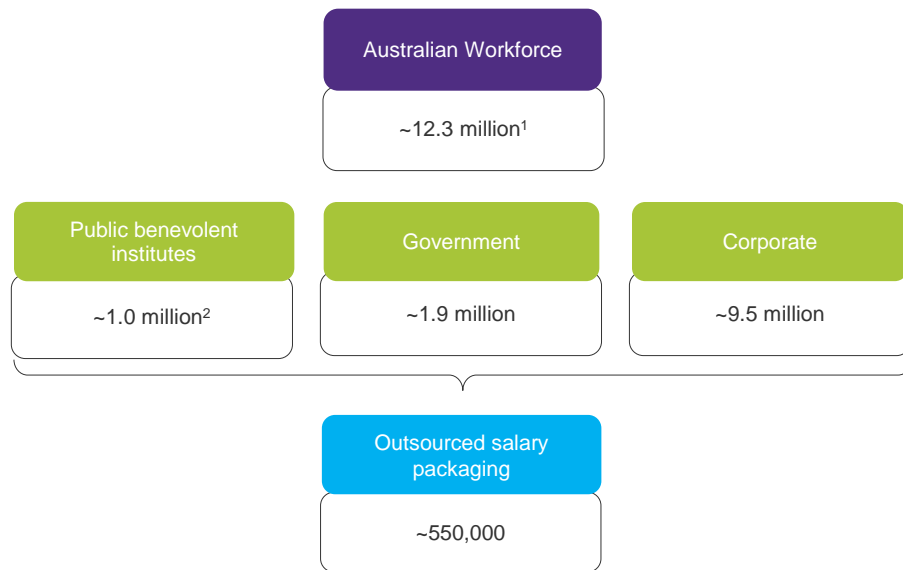 Australian Workforce
~12.3 million¹
Public benevolent
institutes
~1.0 million²
Government
~1.9 million
Corporate
~9.5 million
Outsourced salary
packaging
~550,000